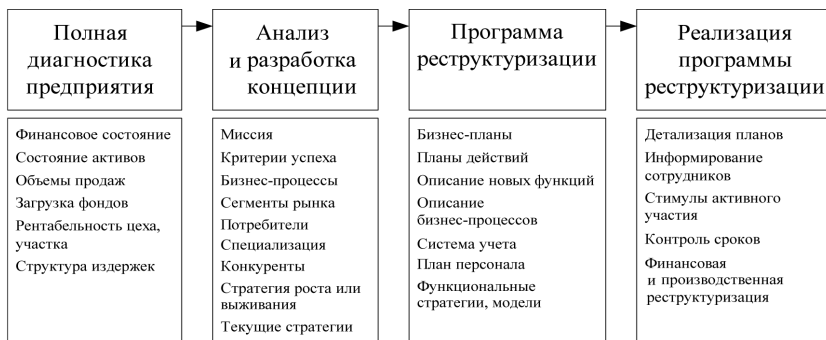 Полная
диагностика
предприятия
Анализ
и разработка
концепции
Программа
реструктуризации
Реализация
программы
реструктуризации
Финансовое состояние
Состояние активов
Объемы продаж
Загрузка фондов
Рентабельность цеха,
участка
Структура издержек
Миссия
Критерии успеха
Бизнес-процессы
Сегменты рынка
Потребители
Специализация
Конкуренты
Стратегия роста или
выживания
Текущие стратегии
Бизнес-планы
Планы действий
Описание новых функций
Описание
бизнес-процессов
Система учета
План персонала
Функциональные
стратегии, модели
Детализация планов
Информирование
сотрудников
Стимулы активного
участия
Контроль сроков
Финансовая
и производственная
реструктуризация